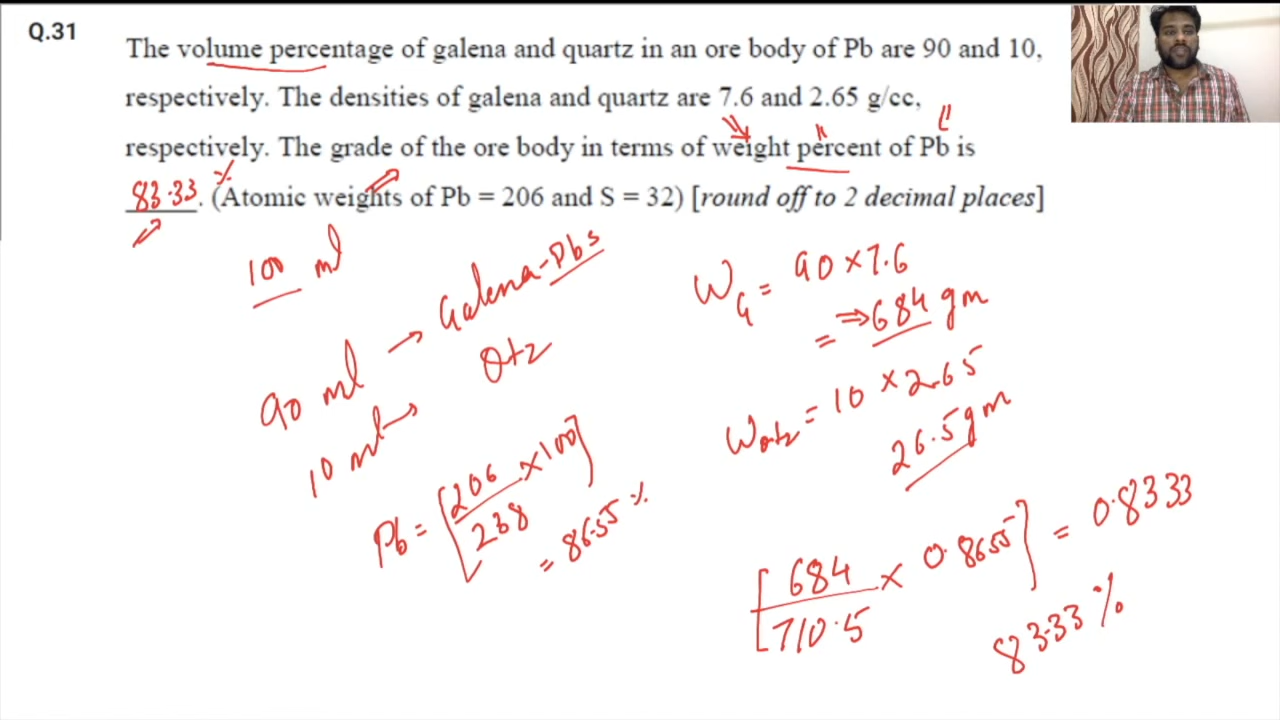 Q.31
The volume percentage of galena and quartz in an ore body of Pb are 90 and 10,
respectively. The densities of galena and quartz are 7.6 and 2.65 g/cc,
respectively. The grade of the ore body in terms of weight percent of Pb is
83.33 %. (Atomic weights of Pb = 206 and S = 32) [round off to 2 decimal places]
100 ml
90 ml → Galena-Pbs
10 ml → Qtz
Pb = [206/238 × 100]
= 86.55 %
W_G = 90 × 7.6
= ⇒ 684 gm
W_Qtz = 10 × 2.65
26.5 gm
[684/710.5 × 0.8655] = 0.8333
83.33 %